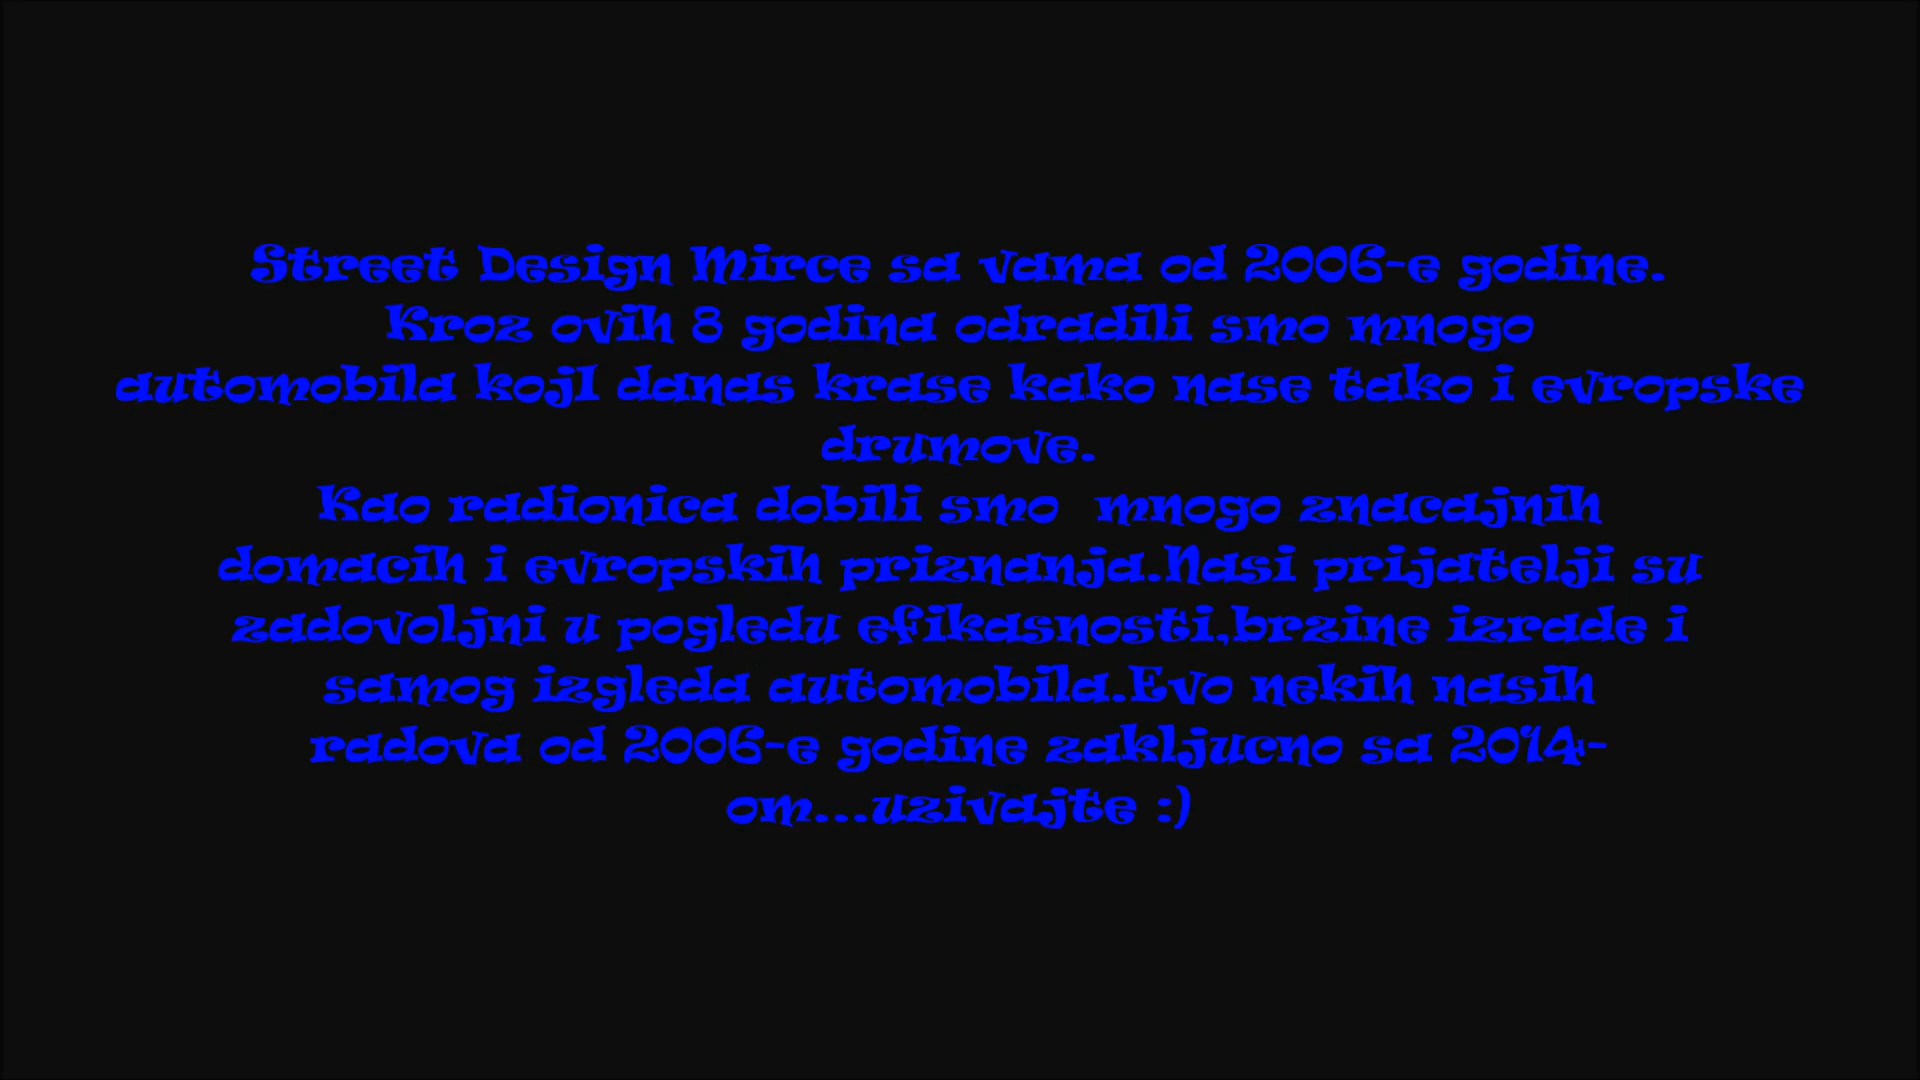 Street Design Mirce sa vama od 2006-e godine.
Kroz ovih 8 godina odradili smo mnogo
automobila kojI danas krase kako nase tako i evropske
drumove.
Kao radionica dobili smo  mnogo znacajnih
domacih i evropskih priznanja.Nasi prijatelji su
zadovoljni u pogledu efikasnosti,brzine izrade i
samog izgleda automobila.Evo nekih nasih
radova od 2006-e godine zakljucno sa 2014-
om...uzivajte :)